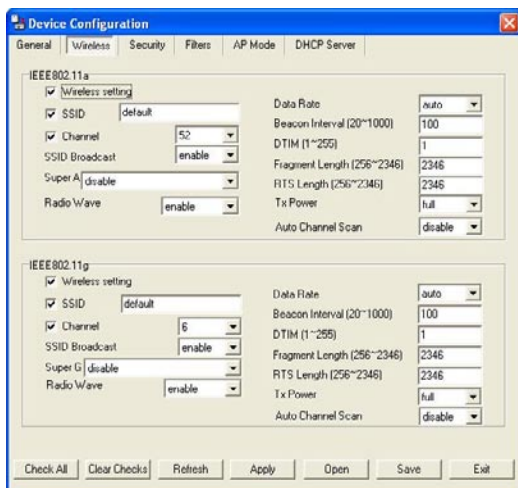 Device Configuration
General Wireless Security Filters AP Mode DHCP Server
IEEE802.11a
Wireless setting
SSID default
Channel 52
SSID Broadcast enable
Super A disable
Radio Wave enable
Data Rate auto
Beacon Interval (20~1000) 100
DTIM (1~255) 1
Fragment Length (256~2346) 2346
RTS Length (256~2346) 2346
Tx Power full
Auto Channel Scan disable
IEEE802.11g
Wireless setting
SSID default
Channel 6
SSID Broadcast enable
Super G disable
Radio Wave enable
Data Rate auto
Beacon Interval (20~1000) 100
DTIM (1~255) 1
Fragment Length (256~2346) 2346
RTS Length (256~2346) 2346
Tx Power full
Auto Channel Scan disable
Check All Clear Checks Refresh Apply Open Save Exit